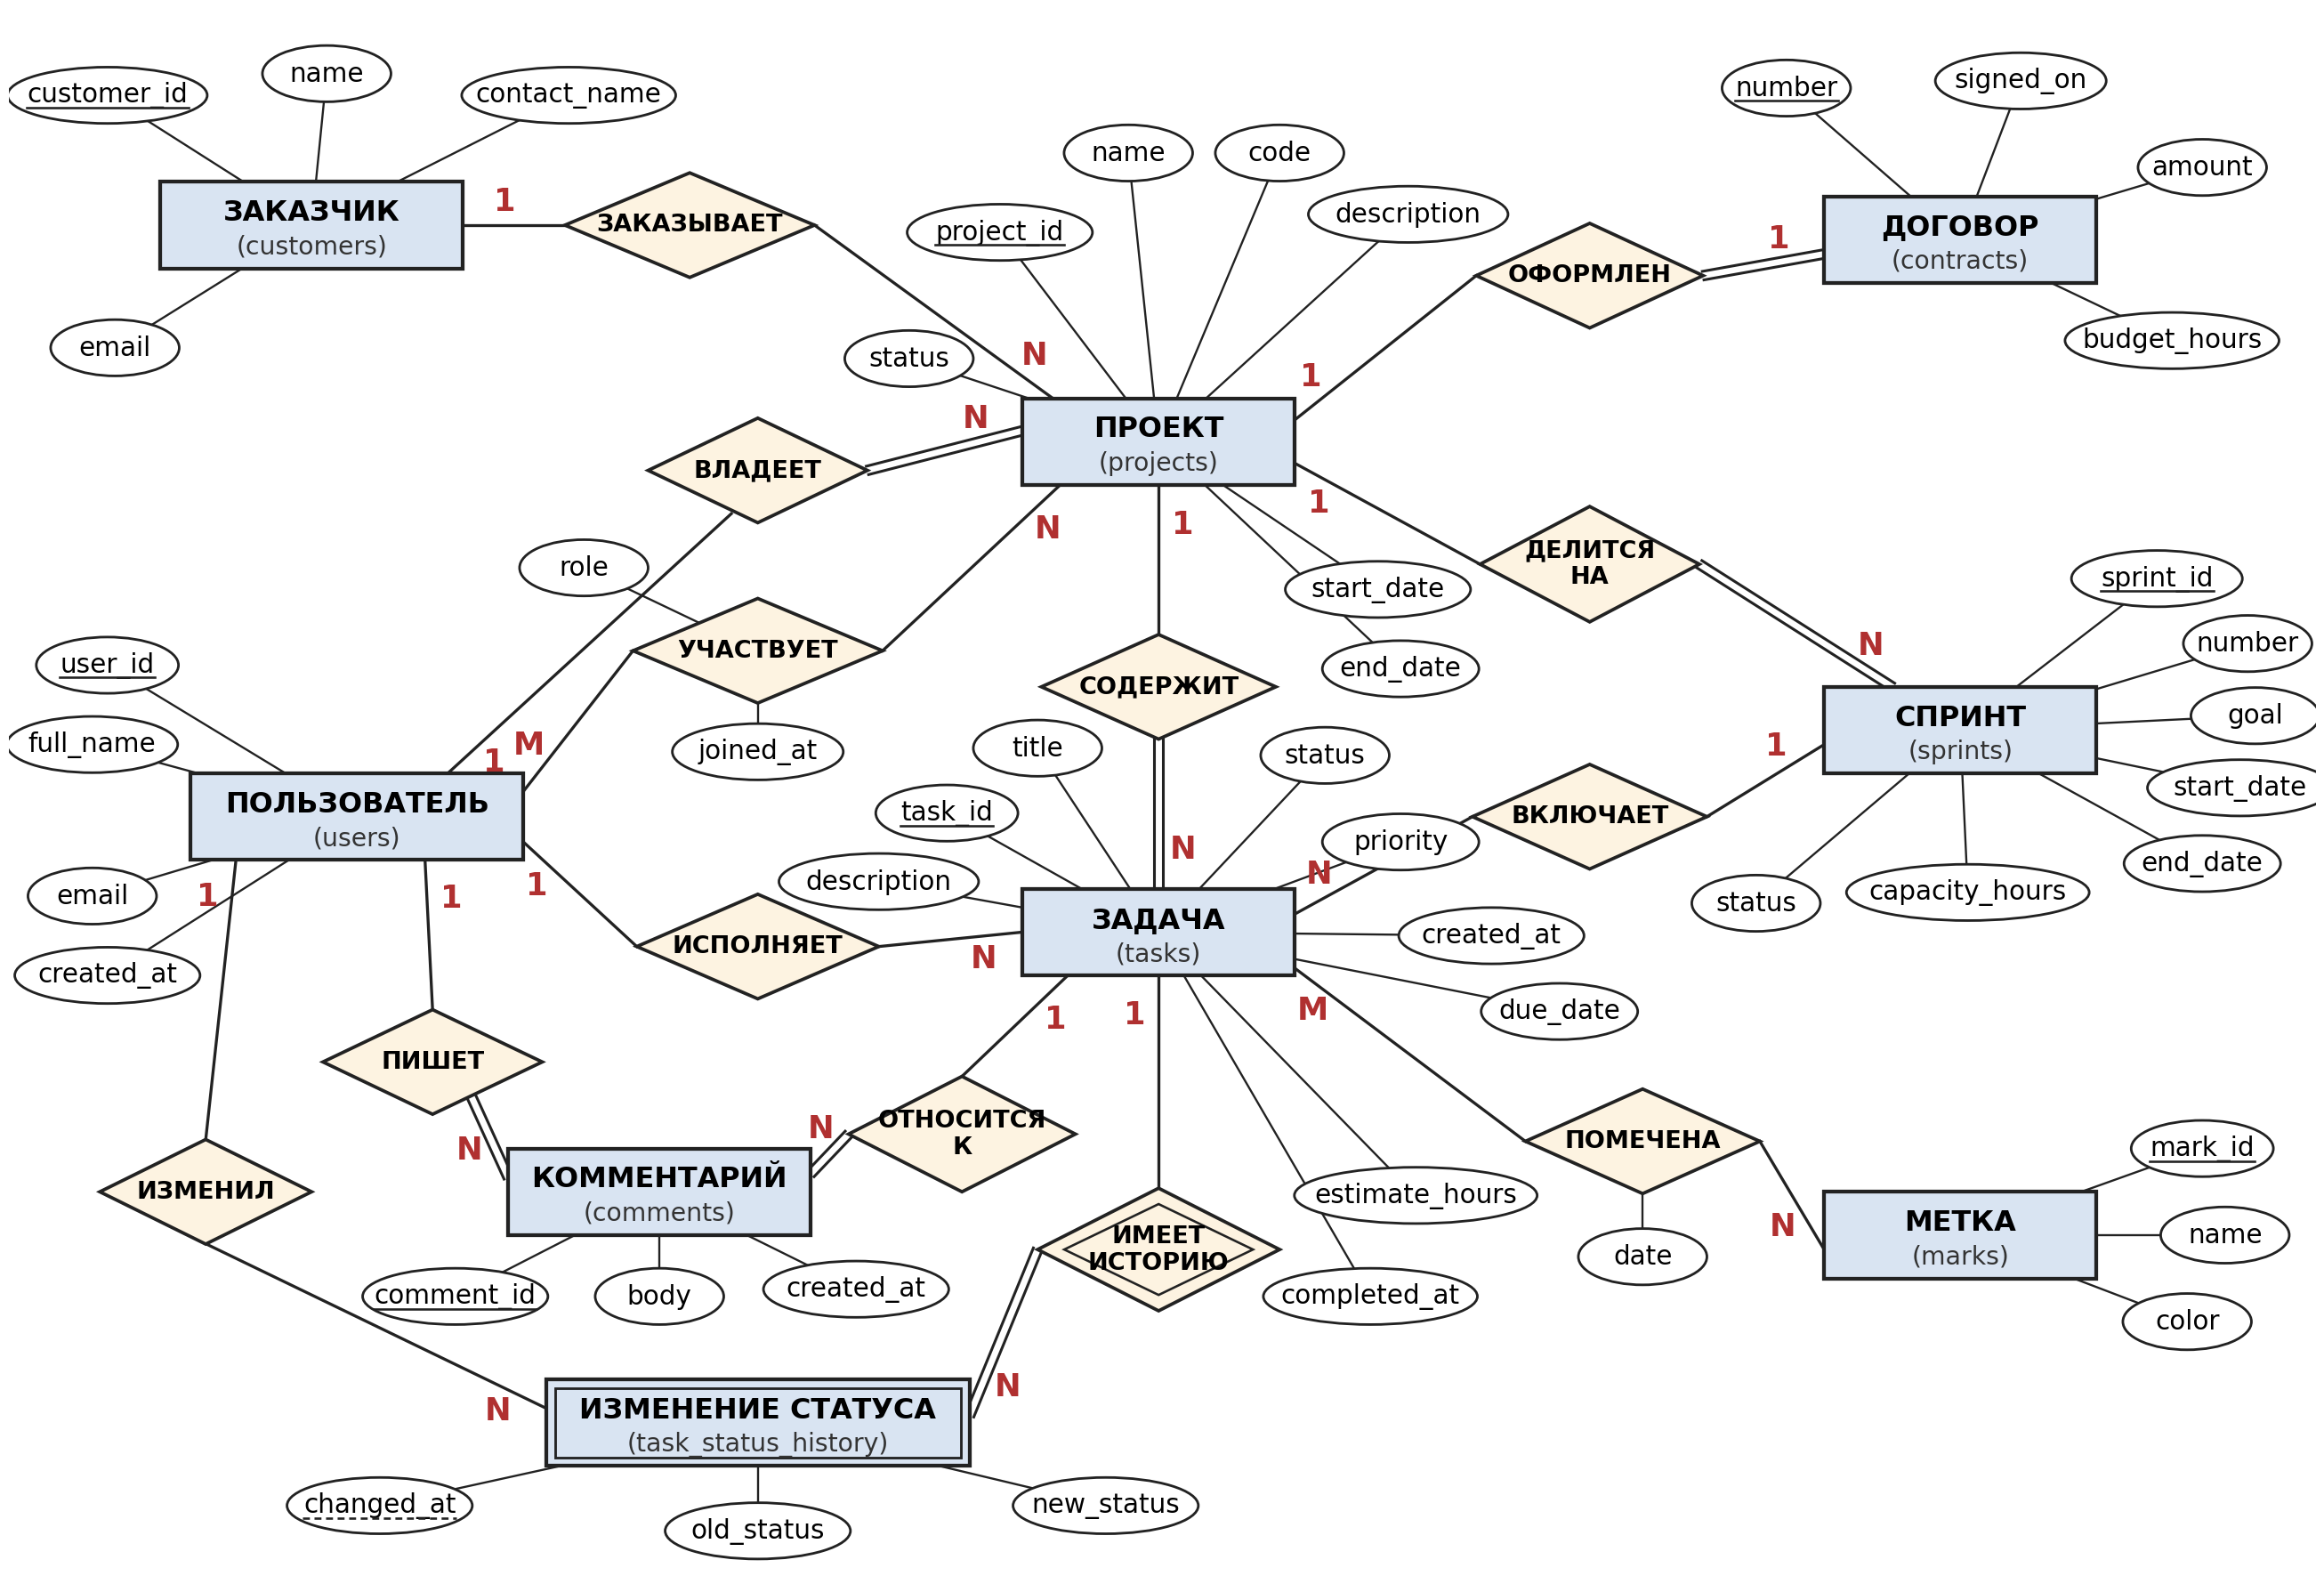 name
customer_id
contact_name
number
signed_on
name
code
amount
1
ЗАКАЗЧИК
(customers)
ЗАКАЗЫВАЕТ
description
project_id
ДОГОВОР
(contracts)
1
ОФОРМЛЕН
email
status
N
1
budget_hours
N
ПРОЕКТ
(projects)
ВЛАДЕЕТ
N
1
1
role
start_date
ДЕЛИТСЯ
НА
sprint_id
УЧАСТВУЕТ
user_id
СОДЕРЖИТ
end_date
N
number
full_name
1
M
joined_at
title
status
1
СПРИНТ
(sprints)
goal
start_date
ПОЛЬЗОВАТЕЛЬ
(users)
task_id
priority
ВКЛЮЧАЕТ
N
N
description
end_date
email
1
1
1
status
capacity_hours
ИСПОЛНЯЕТ
N
ЗАДАЧА
(tasks)
created_at
created_at
due_date
1
1
M
ПИШЕТ
N
N
ОТНОСИТСЯ
К
ПОМЕЧЕНА
mark_id
ИЗМЕНИЛ
КОММЕНТАРИЙ
(comments)
estimate_hours
N
МЕТКА
(marks)
name
ИМЕЕТ
ИСТОРИЮ
date
comment_id
body
created_at
completed_at
color
N
N
ИЗМЕНЕНИЕ СТАТУСА
(task_status_history)
changed_at
old_status
new_status